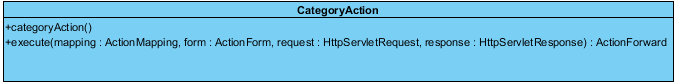 CategoryAction
+categoryAction()
+execute(mapping : ActionMapping, form : ActionForm, request : HttpServletRequest, response : HttpServletResponse) : ActionForward